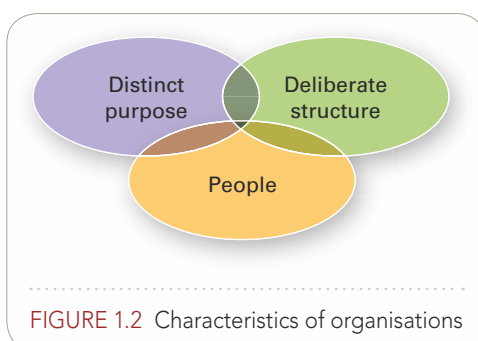 Distinct
purpose
Deliberate
structure
People
FIGURE 1.2 Characteristics of organisations